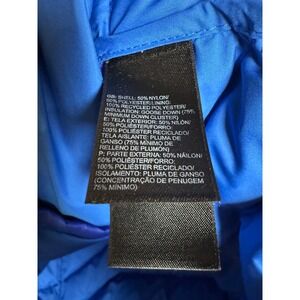 GB: SHELL: 50% NYLON/
50% POLYESTER/LINING:
100% RECYCLED POLYESTER/
INSULATION: GOOSE DOWN (75%
MINIMUM DOWN CLUSTER)
E: TELA EXTERIOR: 50% NILÓN/
50% POLIÉSTER/FORRO:
100% POLIÉSTER RECICLADO/
TELA AISLANTE: PLUMA DE
GANSO (75% MÍNIMO DE
RELLENO DE PLUMÓN)
P: PARTE EXTERNA: 50% NÁILON/
50% POLIÉSTER/FORRO:
100% POLIÉSTER RECICLADO/
ISOLAMENTO: PLUMA DE GANSO
(CONCENTRAÇÃO DE PENUGEM
75% MÍNIMO)